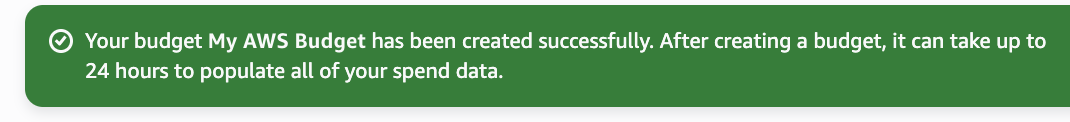 Your budget My AWS Budget has been created successfully. After creating a budget, it can take up to
24 hours to populate all of your spend data.